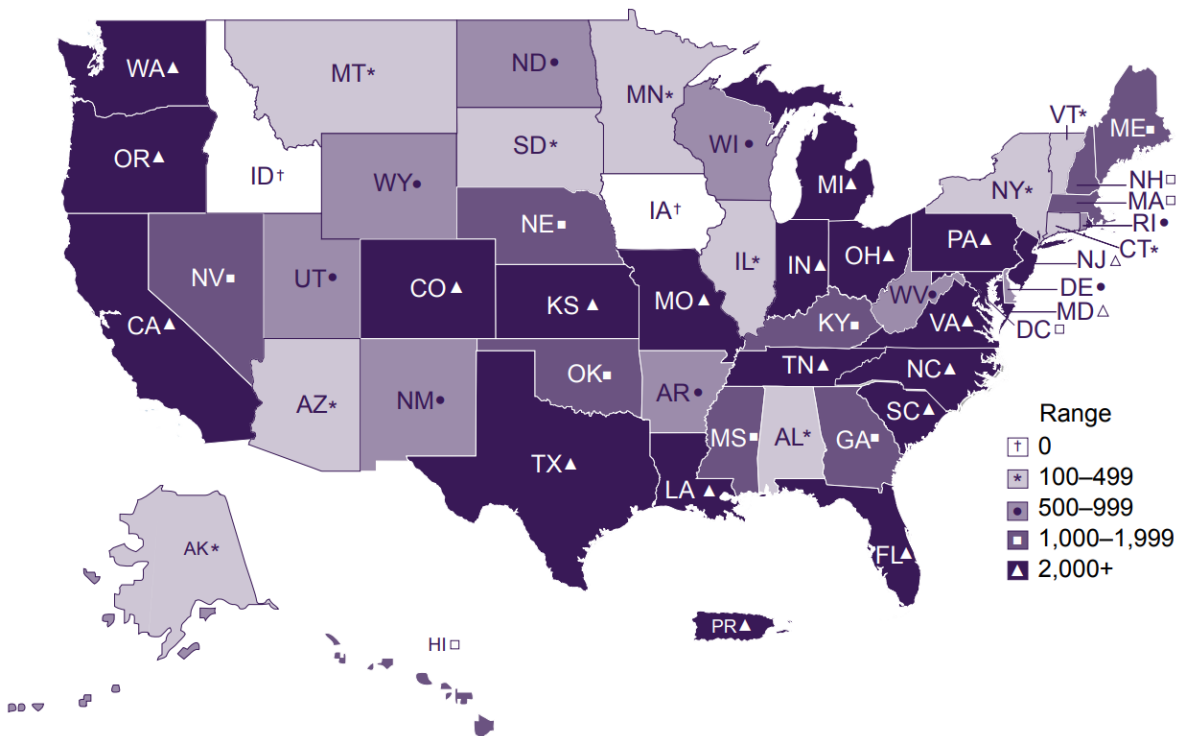 WA▲
MT*
ND●
MN*
VT*
ME■
OR▲
ID†
SD*
WI●
MI▲
NY*
NH□
MA□
WY●
IA†
RI●
NE■
PA▲
CT*
NV■
UT●
CO▲
IL*
IN▲
OH▲
NJ△
KS▲
MO▲
WV●
DE●
MD△
CA▲
KY■
VA▲
DC□
TN▲
NC▲
AZ*
NM●
OK■
AR●
SC▲
MS■
AL*
GA■
TX▲
LA▲
FL▲
AK*
HI□
PR▲
Range
† 0
* 100–499
● 500–999
■ 1,000–1,999
▲ 2,000+